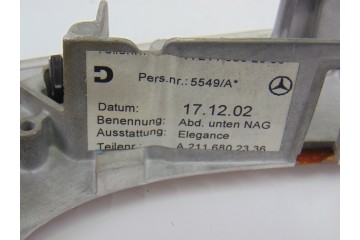 Pers.nr.: 5549/A*
Datum: 17.12.02
Benennung: Abd. unten NAG
Ausstattung: Elegance
Teilenr.: A 211 680 23 36